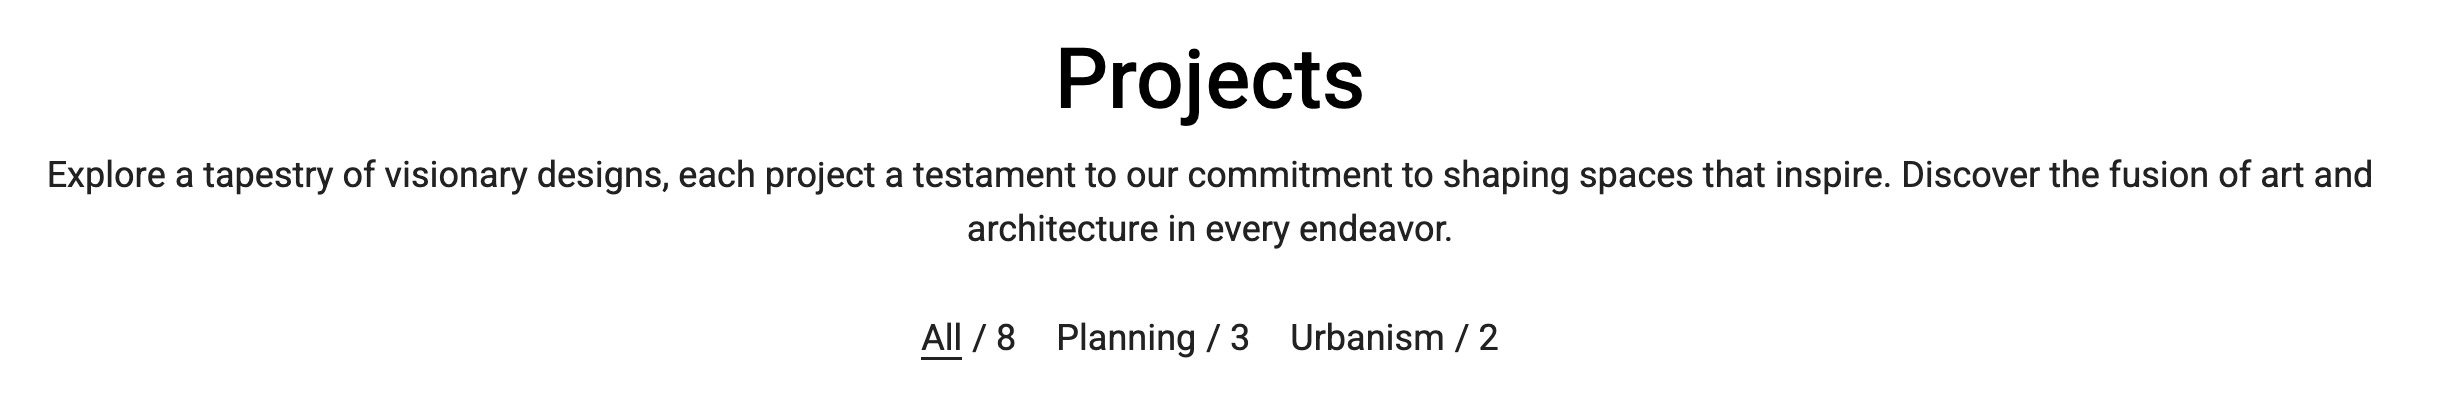 Projects
Explore a tapestry of visionary designs, each project a testament to our commitment to shaping spaces that inspire. Discover the fusion of art and
architecture in every endeavor.
All / 8 Planning / 3 Urbanism / 2